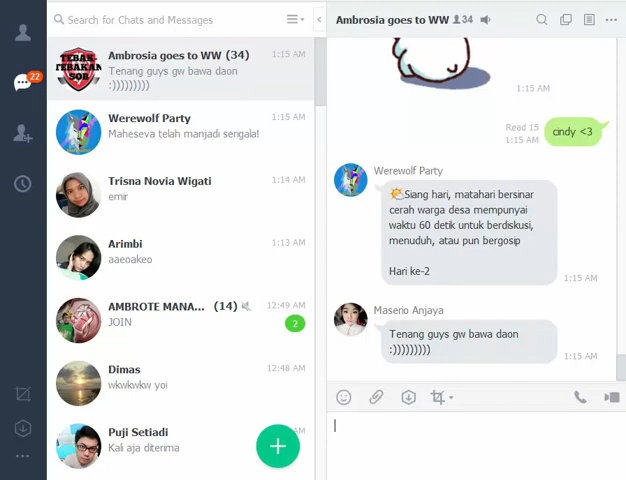 Search for Chats and Messages
22
TEBAK
TEBAKAN
SOB
Ambrosia goes to WW (34)
1:15 AM
Tenang guys gw bawa daon
:)))))))))
Werewolf Party
1:15 AM
Maheseva telah manjadi serigala!
Trisna Novia Wigati
1:14 AM
emir
Arimbi
1:13 AM
aaeoakeo
AMBROTE MANA... (14)
12:49 AM
JOIN
2
Dimas
12:48 AM
wkwkwkw yoi
Puji Setiadi
AM
Kali aja diterima
Ambrosia goes to WW 34
1:15 AM
Read 15
1:15 AM
cindy <3
Werewolf Party
Siang hari, matahari bersinar
cerah warga desa mempunyai
waktu 60 detik untuk berdiskusi,
menuduh, atau pun bergosip
Hari ke-2
1:15 AM
Maserio Anjaya
Tenang guys gw bawa daon
:)))))))))
1:15 AM